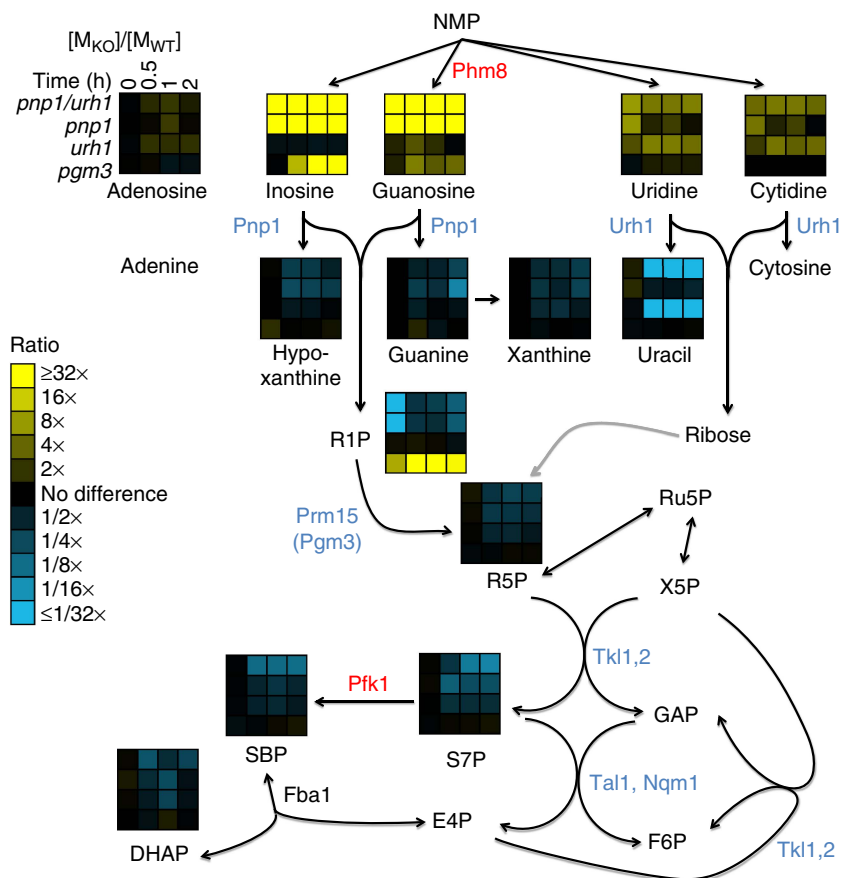 NMP
[M_KO]/[M_WT]
Time (h) 0 0.5 1 2
pnp1/urh1
pnp1
urh1
pgm3
Phm8
Adenosine
Inosine
Guanosine
Uridine
Cytidine
Pnp1
Pnp1
Urh1
Urh1
Adenine
Cytosine
Hypo-
xanthine
Guanine
Xanthine
Uracil
Ratio
≥32×
16×
8×
4×
2×
No difference
1/2×
1/4×
1/8×
1/16×
≤1/32×
R1P
Ribose
Prm15
(Pgm3)
R5P
Ru5P
X5P
Tkl1,2
Pfk1
SBP
S7P
GAP
Fba1
Tal1, Nqm1
DHAP
E4P
F6P
Tkl1,2